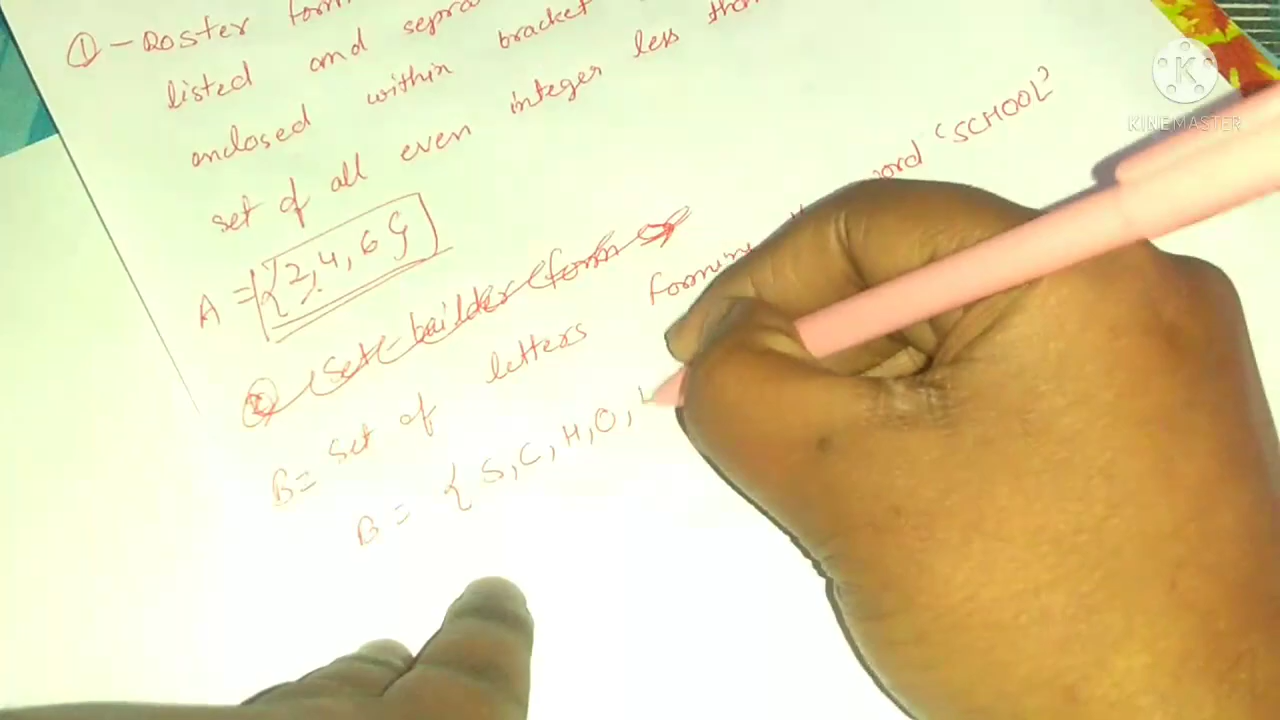 ① - Roster form
listed and sepra
enclosed within bracket
set of all even integer less than
A = {2, 4, 6}
② Set-builder form
B = set of letters forming word 'SCHOOL'
B = { S, C, H, O, L
KINEMASTER